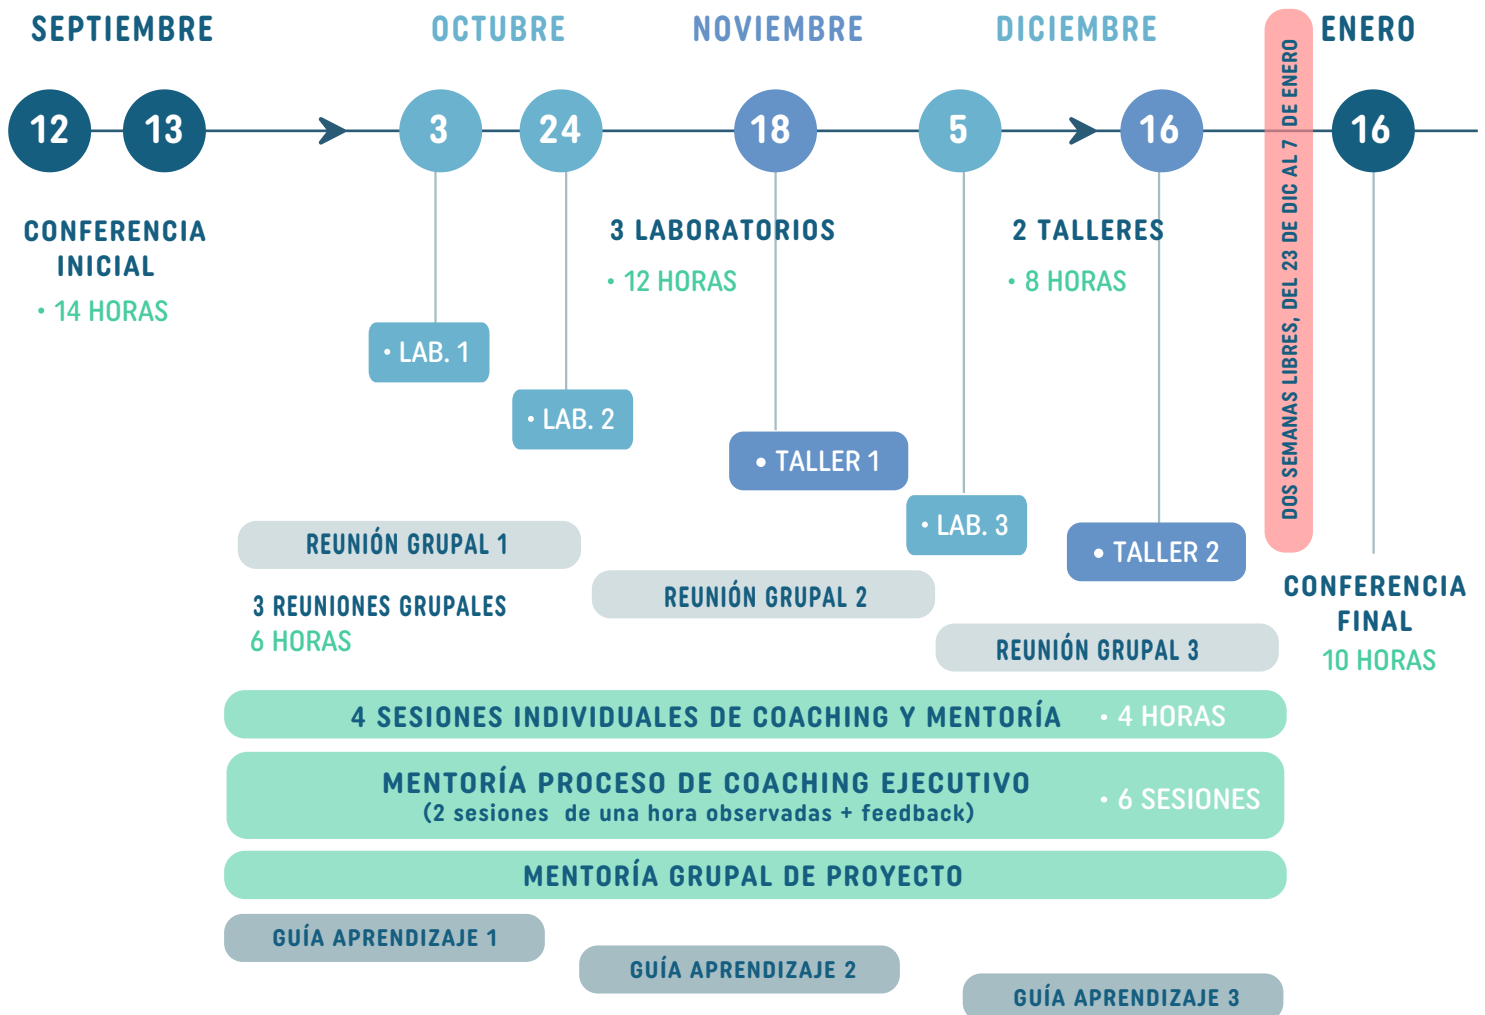 SEPTIEMBRE
OCTUBRE
NOVIEMBRE
DICIEMBRE
ENERO
12
13
3
24
18
5
16
16
DOS SEMANAS LIBRES, DEL 23 DE DIC AL 7 DE ENERO
CONFERENCIA
INICIAL
• 14 HORAS
3 LABORATORIOS
• 12 HORAS
2 TALLERES
• 8 HORAS
• LAB. 1
• LAB. 2
• TALLER 1
• LAB. 3
• TALLER 2
REUNIÓN GRUPAL 1
REUNIÓN GRUPAL 2
REUNIÓN GRUPAL 3
3 REUNIONES GRUPALES
6 HORAS
CONFERENCIA
FINAL
10 HORAS
4 SESIONES INDIVIDUALES DE COACHING Y MENTORÍA • 4 HORAS
MENTORÍA PROCESO DE COACHING EJECUTIVO
(2 sesiones de una hora observadas + feedback)
• 6 SESIONES
MENTORÍA GRUPAL DE PROYECTO
GUÍA APRENDIZAJE 1
GUÍA APRENDIZAJE 2
GUÍA APRENDIZAJE 3